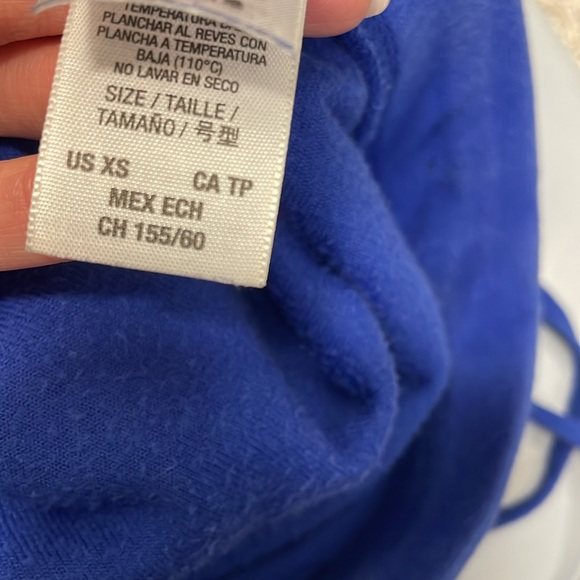 TEMPERATURA
PLANCHAR AL REVES CON
PLANCHA A TEMPERATURA
BAJA (110°C)
NO LAVAR EN SECO
SIZE / TAILLE /
TAMAÑO / 号型
US XS CA TP
MEX ECH
CH 155/60